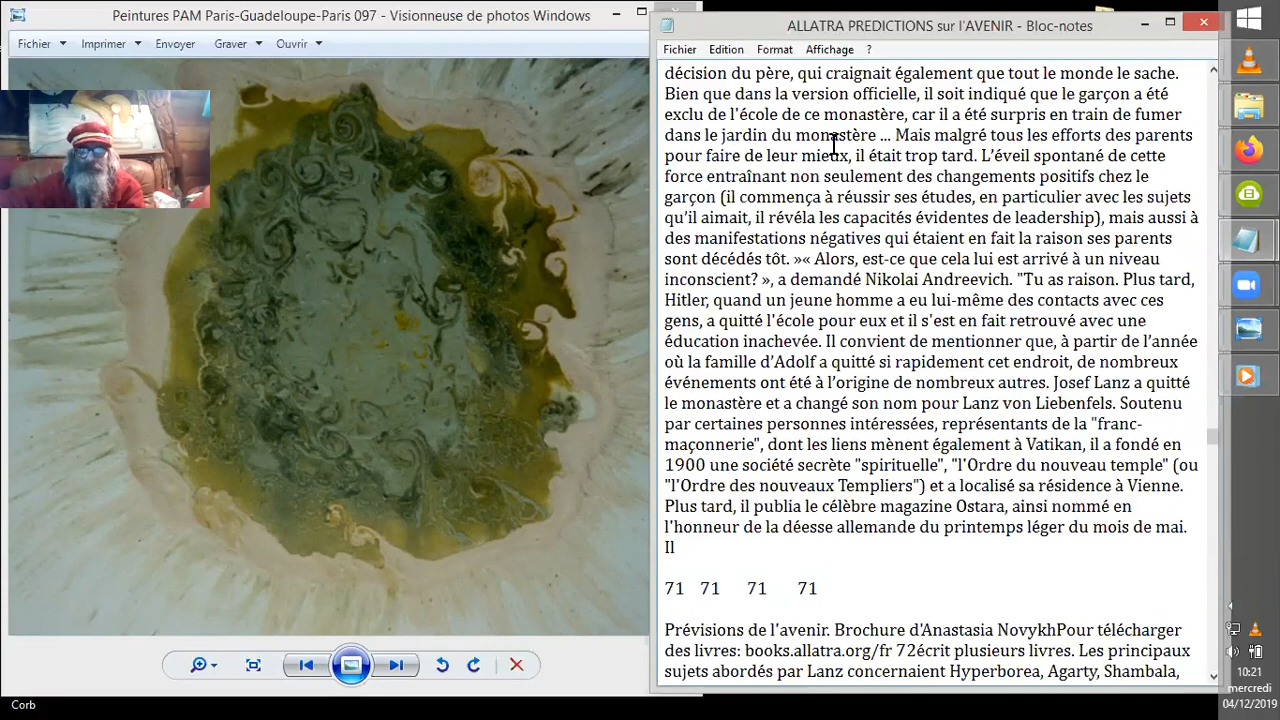 Peintures PAM Paris-Guadeloupe-Paris 097 - Visionneuse de photos Windows
Fichier Imprimer Envoyer Graver Ouvrir
ALLATRA PREDICTIONS sur l'AVENIR - Bloc-notes
Fichier Edition Format Affichage ?
décision du père, qui craignait également que tout le monde le sache.
Bien que dans la version officielle, il soit indiqué que le garçon a été
exclu de l'école de ce monastère, car il a été surpris en train de fumer
dans le jardin du monastère ... Mais malgré tous les efforts des parents
pour faire de leur mieux, il était trop tard. L'éveil spontané de cette
force entraînant non seulement des changements positifs chez le
garçon (il commença à réussir ses études, en particulier avec les sujets
qu'il aimait, il révéla les capacités évidentes de leadership), mais aussi à
des manifestations négatives qui étaient en fait la raison ses parents
sont décédés tôt. »« Alors, est-ce que cela lui est arrivé à un niveau
inconscient? », a demandé Nikolai Andreevich. "Tu as raison. Plus tard,
Hitler, quand un jeune homme a eu lui-même des contacts avec ces
gens, a quitté l'école pour eux et il s'est en fait retrouvé avec une
éducation inachevée. Il convient de mentionner que, à partir de l'année
où la famille d'Adolf a quitté si rapidement cet endroit, de nombreux
événements ont été à l'origine de nombreux autres. Josef Lanz a quitté
le monastère et a changé son nom pour Lanz von Liebenfels. Soutenu
par certaines personnes intéressées, représentants de la "franc-
maçonnerie", dont les liens mènent également à Vatikan, il a fondé en
1900 une société secrète "spirituelle", "l'Ordre du nouveau temple" (ou
"l'Ordre des nouveaux Templiers") et a localisé sa résidence à Vienne.
Plus tard, il publia le célèbre magazine Ostara, ainsi nommé en
l'honneur de la déesse allemande du printemps léger du mois de mai.
Il
71 71 71 71
Prévisions de l'avenir. Brochure d'Anastasia NovykhPour télécharger
des livres: books.allatra.org/fr 72écrit plusieurs livres. Les principaux
sujets abordés par Lanz concernaient Hyperborea, Agarty, Shambala,
10:21
mercredi
04/12/2019
Corb